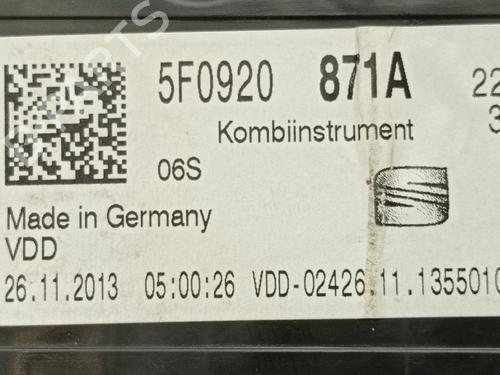 5F0920 871A 22
3
Kombiinstrument
06S
Made in Germany
VDD
26.11.2013 05:00:26 VDD-02426.11.1355010